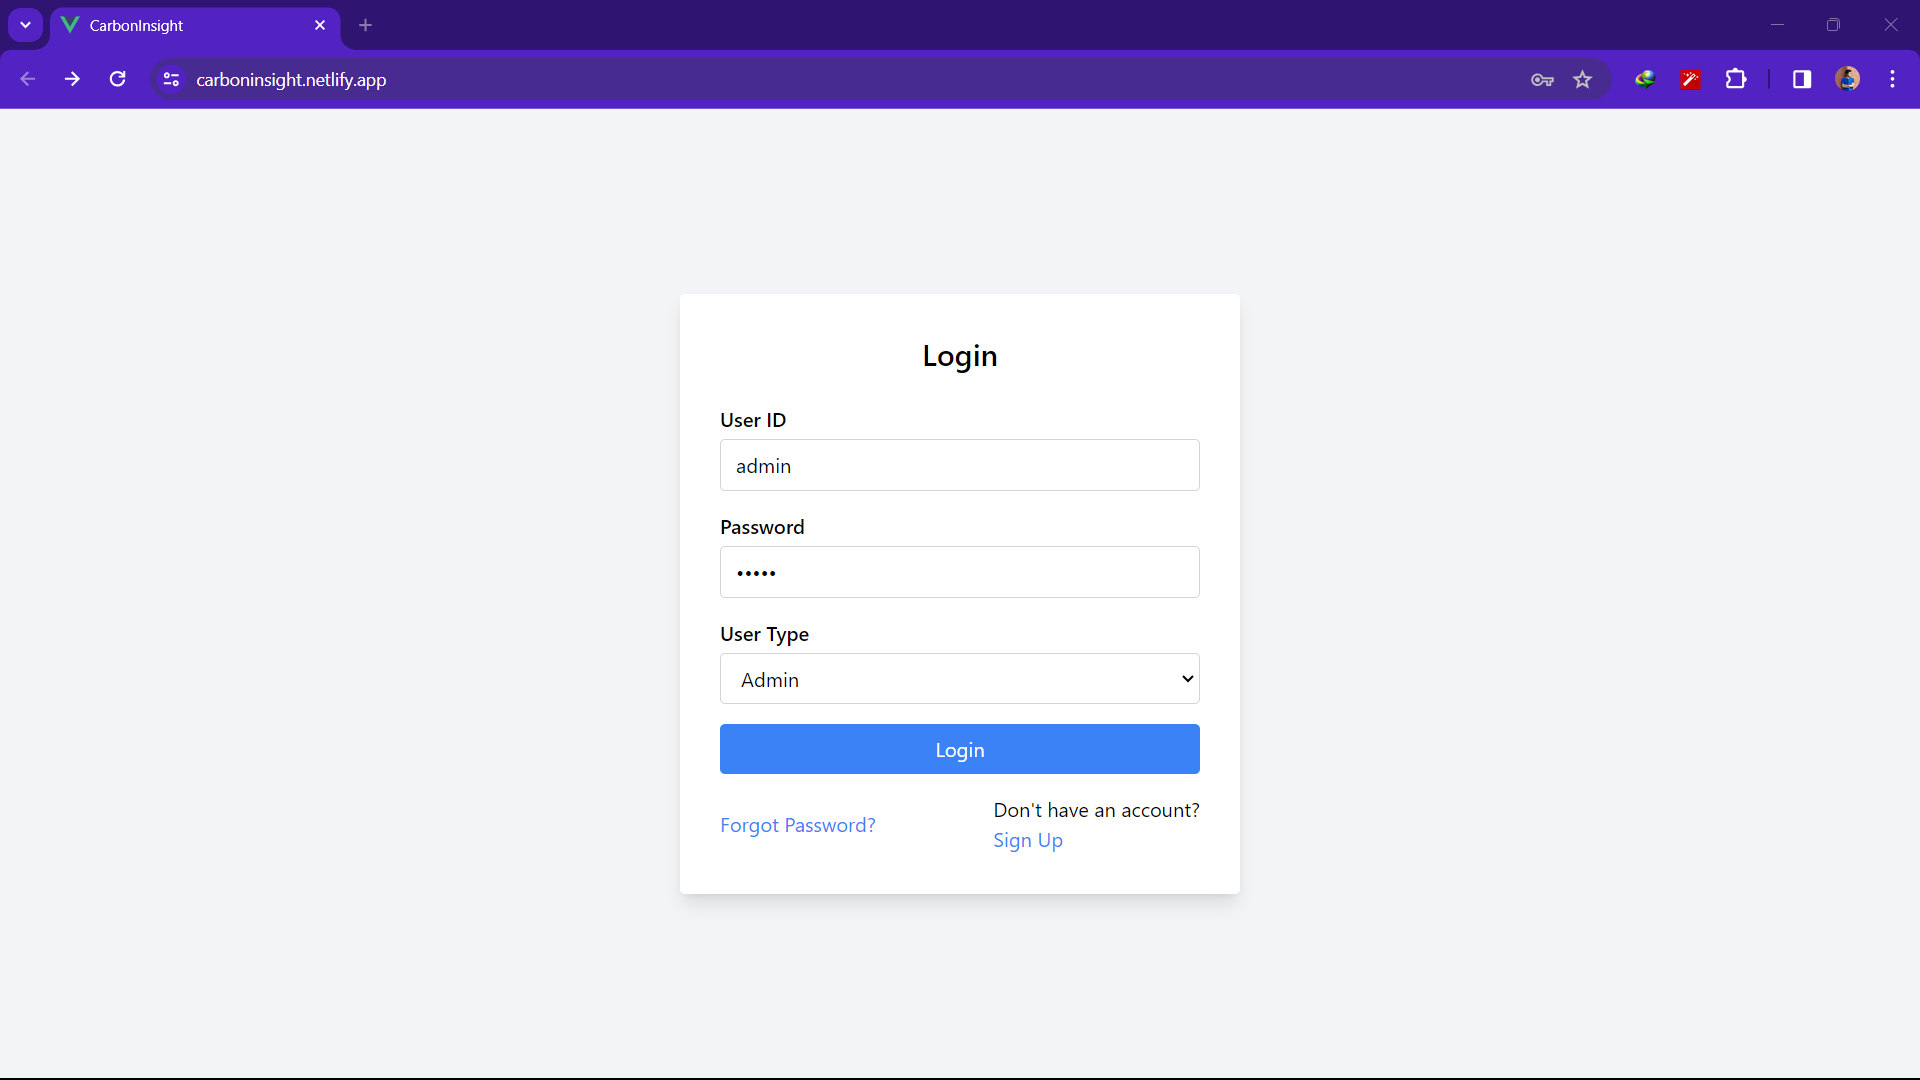 CarbonInsight
carboninsight.netlify.app
Login
User ID
admin
Password
•••••
User Type
Admin
Login
Forgot Password?
Don't have an account?
Sign Up